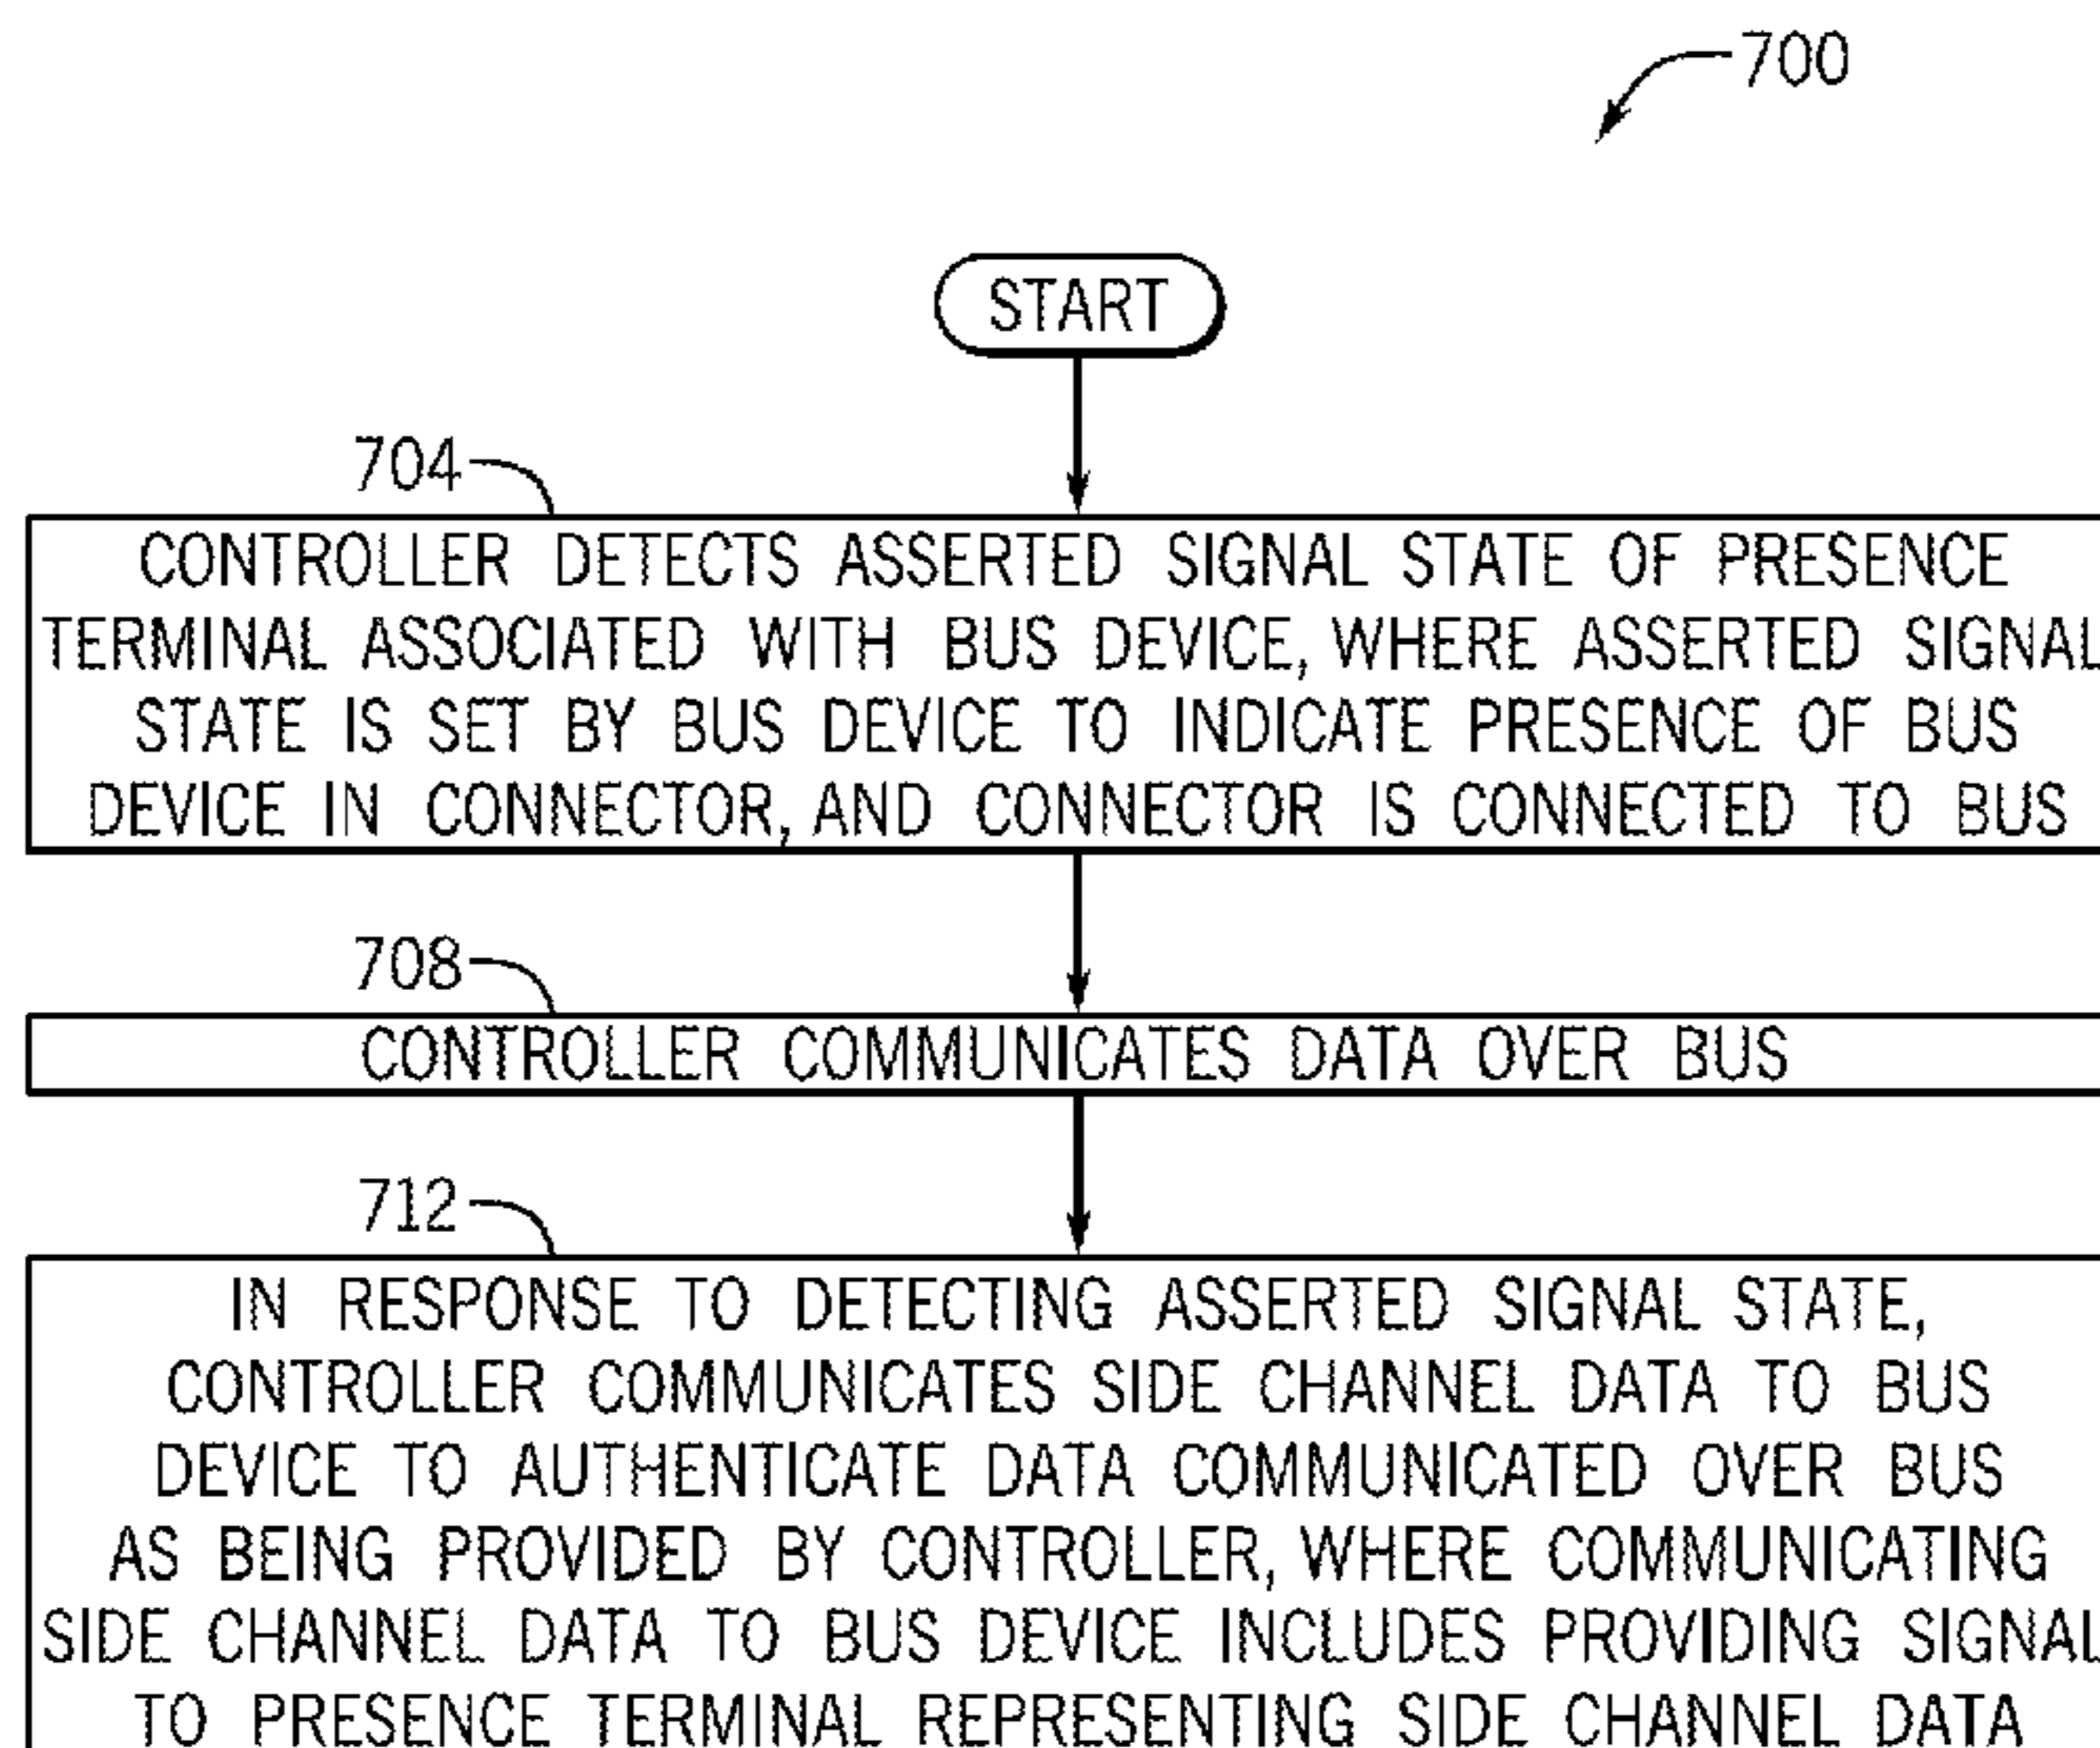 700
START
704
CONTROLLER DETECTS ASSERTED SIGNAL STATE OF PRESENCE
TERMINAL ASSOCIATED WITH BUS DEVICE, WHERE ASSERTED SIGNAL
STATE IS SET BY BUS DEVICE TO INDICATE PRESENCE OF BUS
DEVICE IN CONNECTOR, AND CONNECTOR IS CONNECTED TO BUS
708
CONTROLLER COMMUNICATES DATA OVER BUS
712
IN RESPONSE TO DETECTING ASSERTED SIGNAL STATE,
CONTROLLER COMMUNICATES SIDE CHANNEL DATA TO BUS
DEVICE TO AUTHENTICATE DATA COMMUNICATED OVER BUS
AS BEING PROVIDED BY CONTROLLER, WHERE COMMUNICATING
SIDE CHANNEL DATA TO BUS DEVICE INCLUDES PROVIDING SIGNAL
TO PRESENCE TERMINAL REPRESENTING SIDE CHANNEL DATA